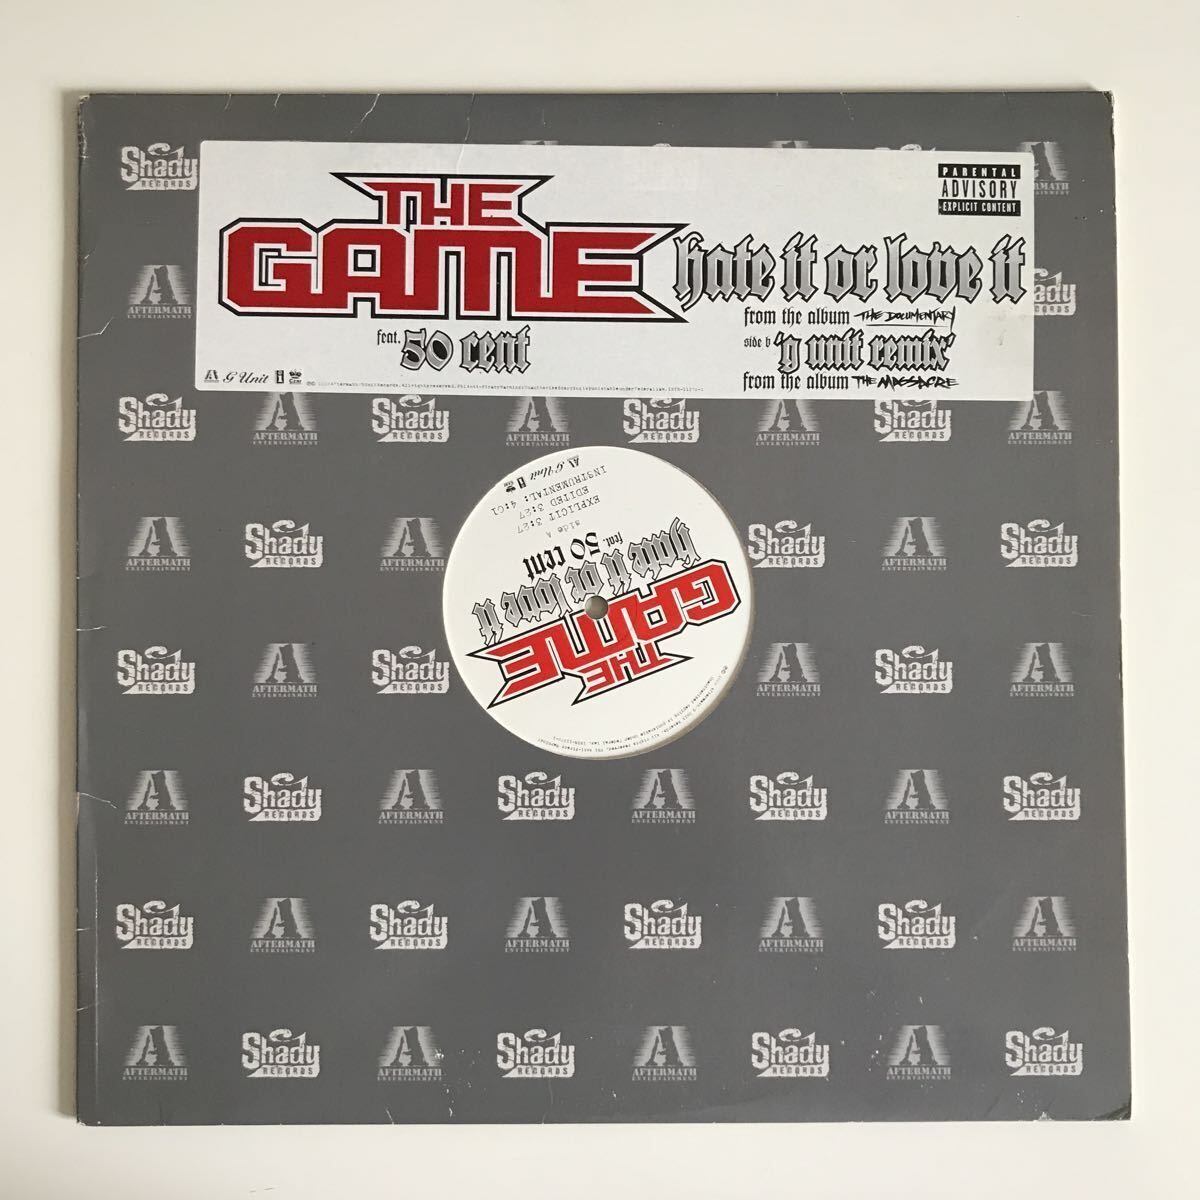 THE
GAME
feat. 50 cent
hate it or love it
from the album THE DOCUMENTARY
side b 'g unit remix'
from the album THE MASSACRE
PARENTAL
ADVISORY
EXPLICIT CONTENT
G Unit
THE
GAME
hate it or love it
feat. 50 cent
side A
EXPLICIT 3:27
EDITED 3:27
INSTRUMENTAL: 4:01
G Unit
Shady
RECORDS
AFTERMATH
ENTERTAINMENT